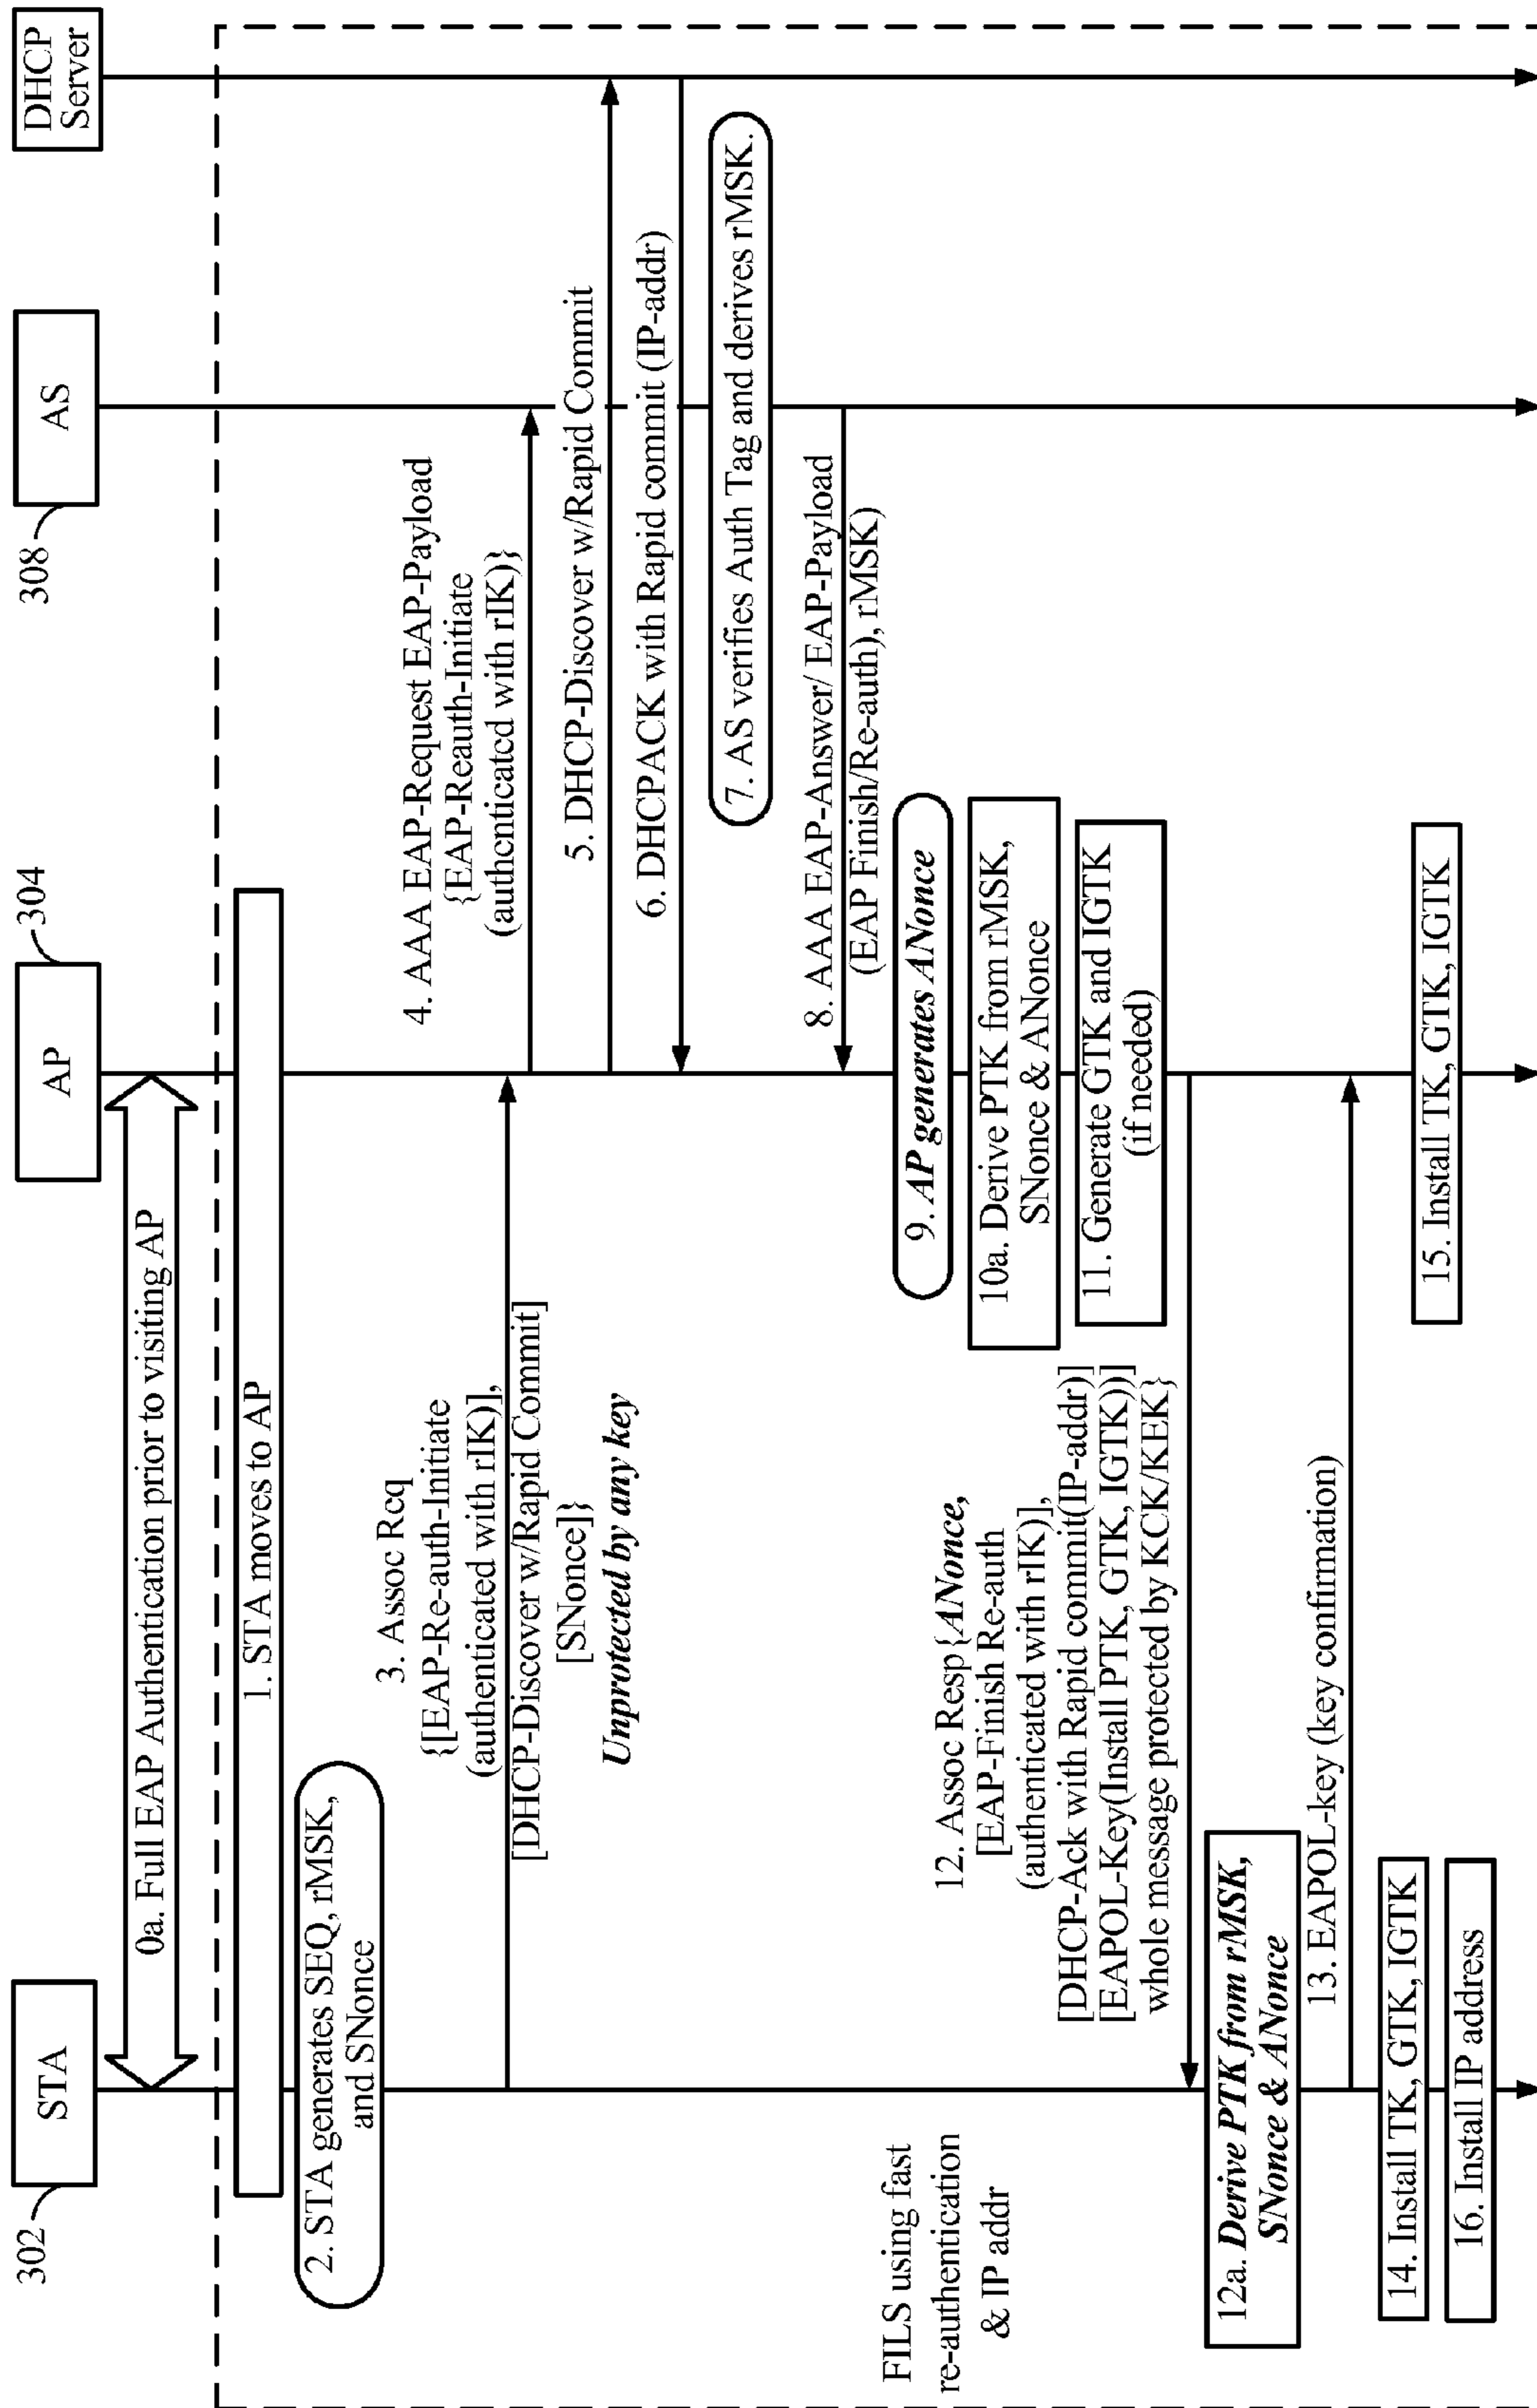 302
STA
AP
304
308
AS
DHCP
Server
0a. Full EAP Authentication prior to visiting AP
1. STA moves to AP
2. STA generates SEQ, rMSK,
and SNonce
3. Assoc Req
{[EAP-Re-auth-Initiate
(authenticated with rIK)],
[DHCP-Discover w/Rapid Commit]
[SNonce]}
Unprotected by any key
4. AAA EAP-Request EAP-Payload
{EAP-Reauth-Initiate
(authenticated with rIK)}
5. DHCP-Discover w/Rapid Commit
6. DHCPACK with Rapid commit (IP-addr)
7. AS verifies Auth Tag and derives rMSK.
8. AAA EAP-Answer/ EAP-Payload
(EAP Finish/Re-auth), rMSK)
9. AP generates ANonce
10a. Derive PTK from rMSK,
SNonce & ANonce
11. Generate GTK and IGTK
(if needed)
FILS using fast
re-authentication
& IP addr
12. Assoc Resp{ANonce,
[EAP-Finish Re-auth
(authenticated with rIK)],
[DHCP-Ack with Rapid commit(IP-addr)]
[EAPOL-Key(Install PTK, GTK, IGTK))]
whole message protected by KCK/KEK}
12a. Derive PTK from rMSK,
SNonce & ANonce
13. EAPOL-key (key confirmation)
14. Install TK, GTK, IGTK
15. Install TK, GTK, IGTK
16. Install IP address